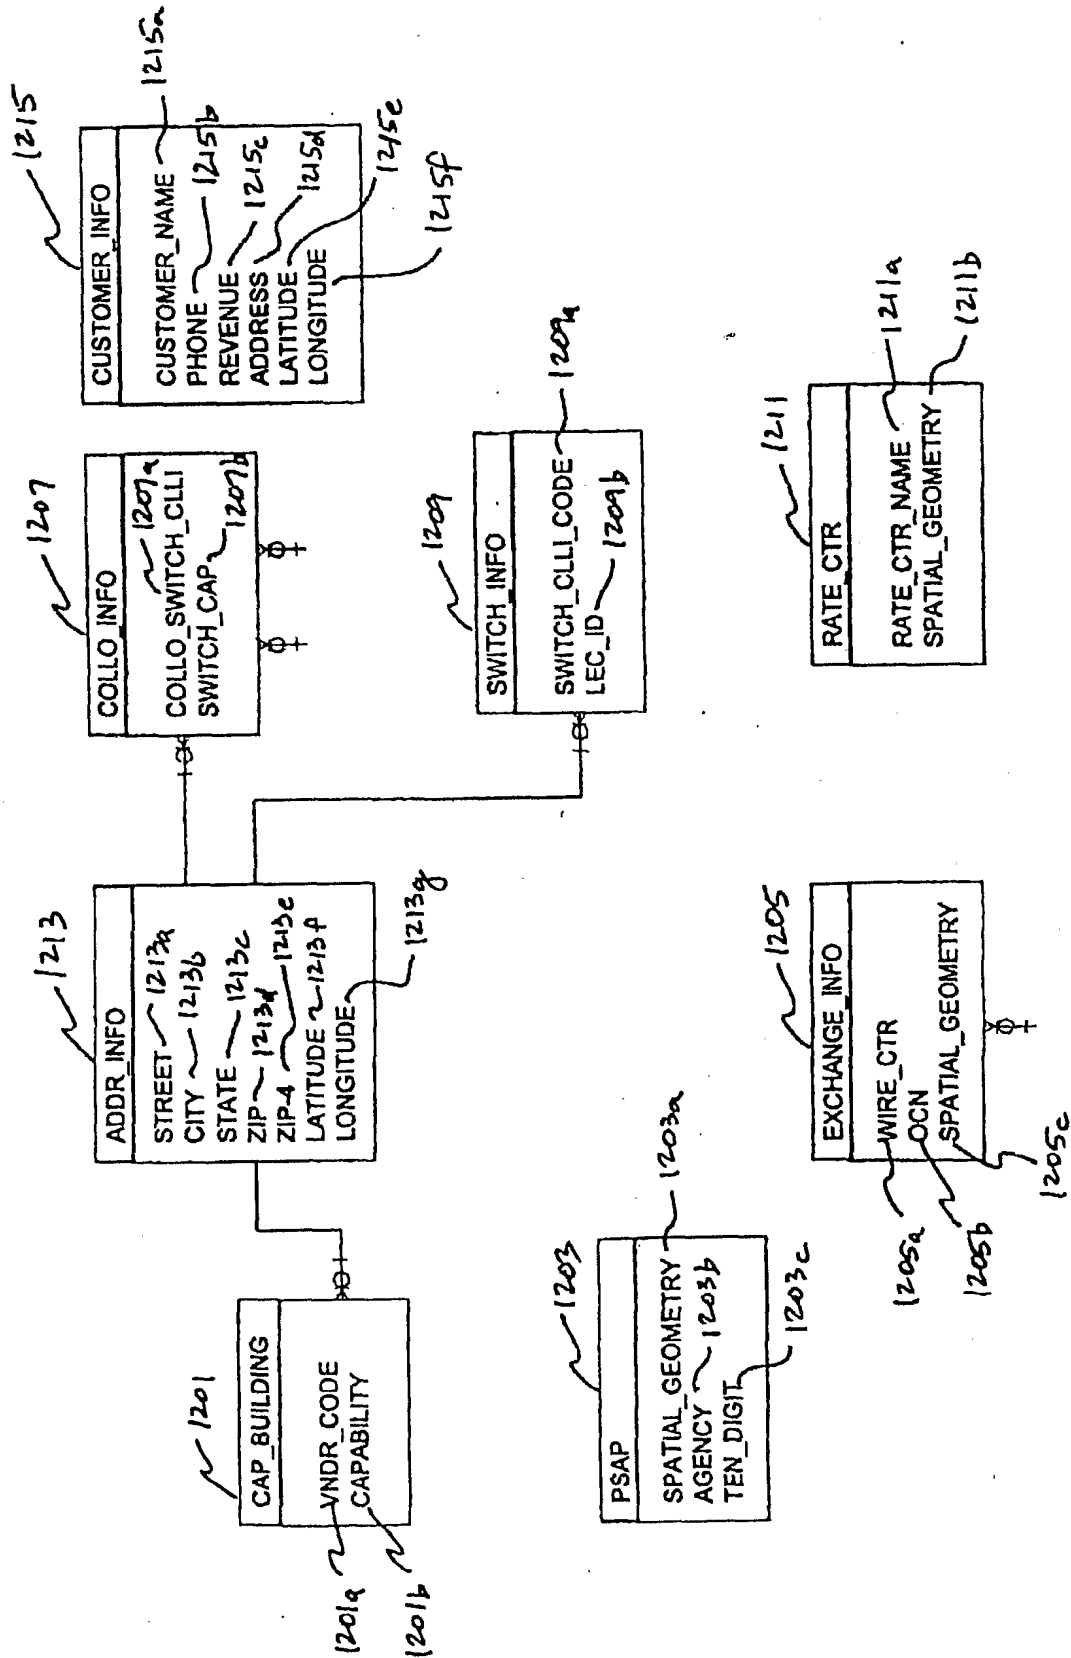 CAP_BUILDING
1201
VNDR_CODE
CAPABILITY
1201a
1201b
ADDR_INFO
1213
STREET 1213a
CITY 1213b
STATE 1213c
ZIP 1213d
ZIP-4 1213e
LATITUDE 1213f
LONGITUDE 1213g
COLLO_INFO
1207
1207a
COLLO_SWITCH_CLLI
SWITCH_CAP 1207b
CUSTOMER_INFO
1215
CUSTOMER_NAME 1215a
PHONE 1215b
REVENUE 1215c
ADDRESS 1215d
LATITUDE 1215e
LONGITUDE 1215f
SWITCH_INFO
1209
SWITCH_CLLI_CODE 1209a
LEC_ID 1209b
PSAP
1203
SPATIAL_GEOMETRY 1203a
AGENCY 1203b
TEN_DIGIT 1203c
EXCHANGE_INFO
1205
WIRE_CTR
OCN
SPATIAL_GEOMETRY
1205a
1205b
1205c
RATE_CTR
1211
RATE_CTR_NAME 1211a
SPATIAL_GEOMETRY 1211b